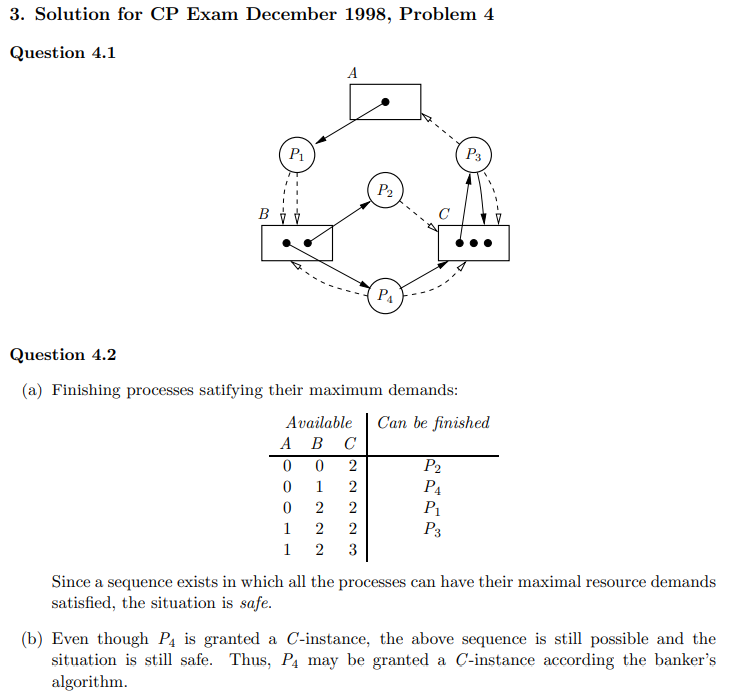 3. Solution for CP Exam December 1998, Problem 4
Question 4.1
A
P1
P3
P2
B
C
P4
Question 4.2
(a) Finishing processes satifying their maximum demands:
Available Can be finished
A B C
0 0 2 P2
0 1 2 P4
0 2 2 P1
1 2 2 P3
1 2 3
Since a sequence exists in which all the processes can have their maximal resource demands
satisfied, the situation is safe.
(b) Even though P4 is granted a C-instance, the above sequence is still possible and the
situation is still safe. Thus, P4 may be granted a C-instance according the banker's
algorithm.